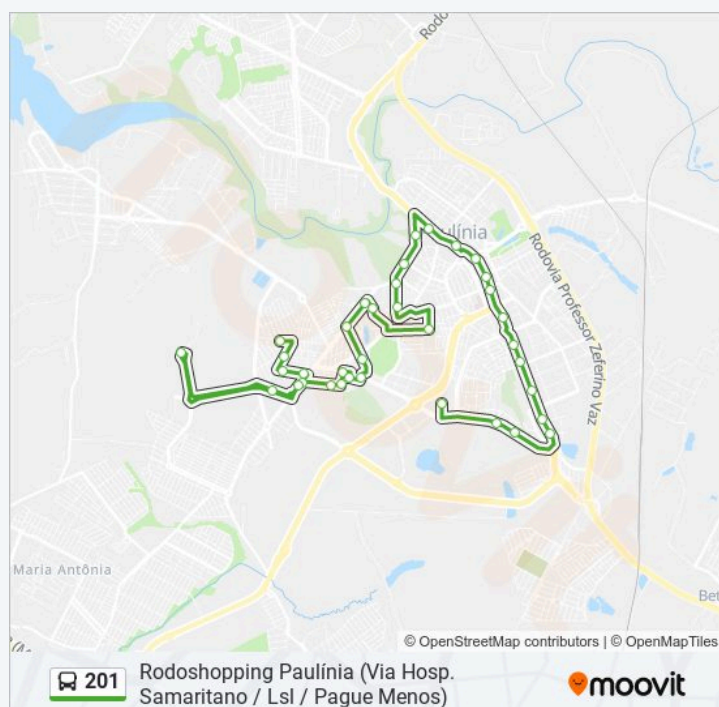 Rodo
Paulínia
Rodovia Professor Zeferino Vaz
Maria Antônia
Bet
© OpenStreetMap contributors | © OpenMapTiles
201
Rodoshopping Paulínia (Via Hosp.
Samaritano / Lsl / Pague Menos)
moovit